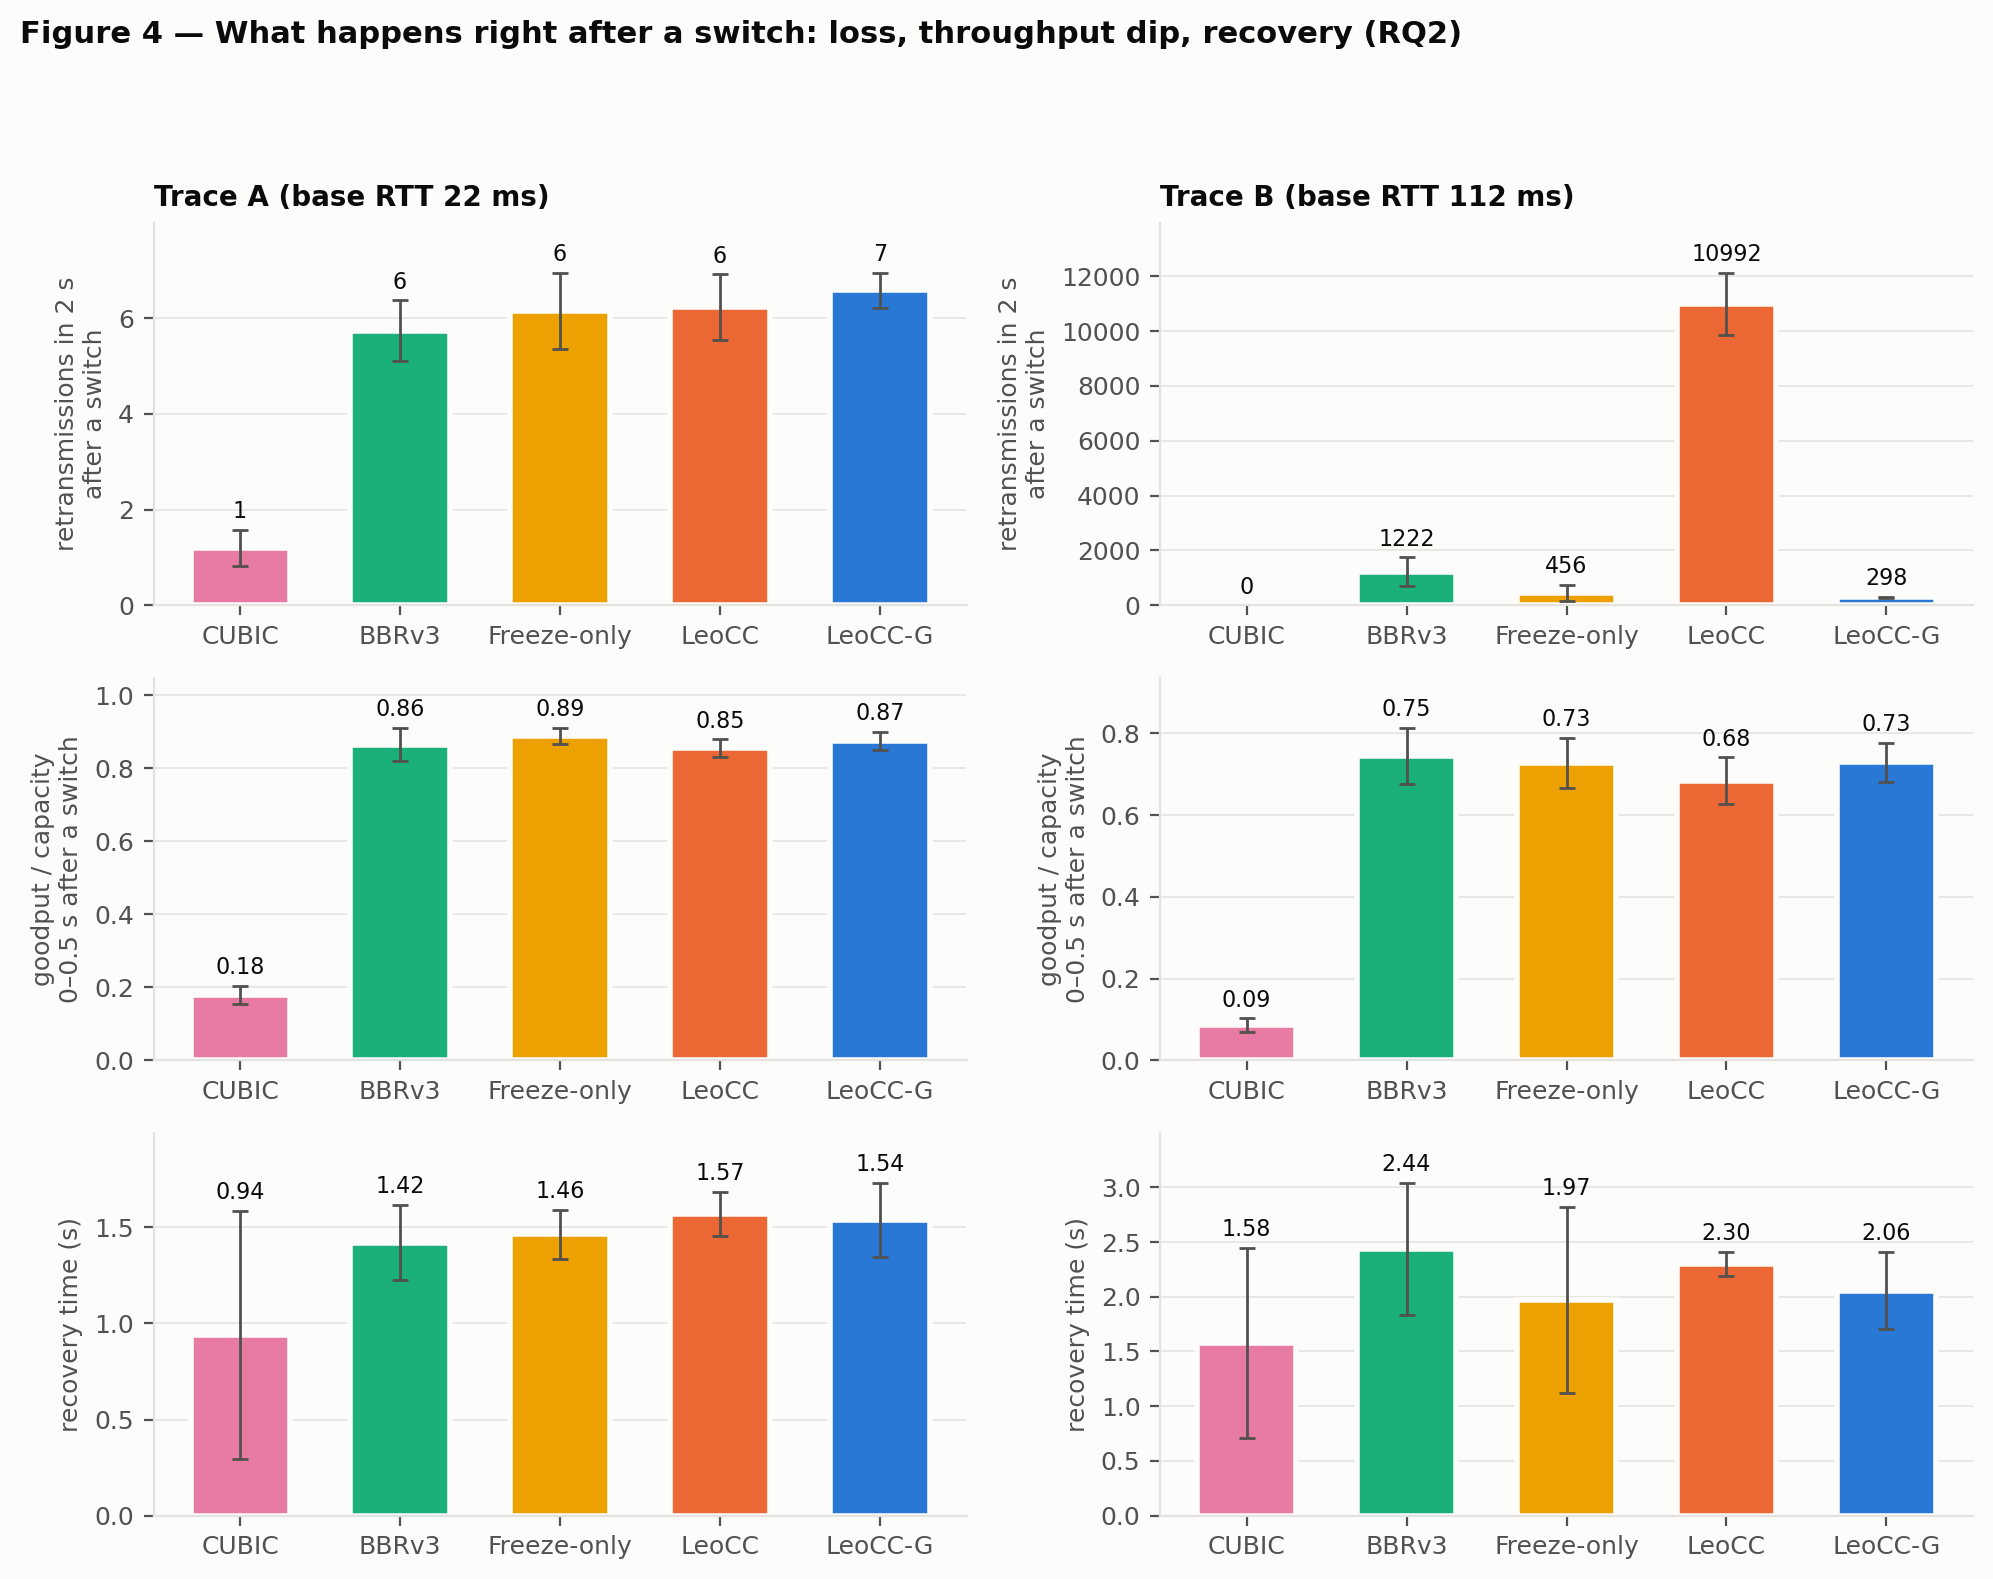 Figure 4 — What happens right after a switch: loss, throughput dip, recovery (RQ2)
Trace A (base RTT 22 ms)
retransmissions in 2 s
after a switch
0
2
4
6
1
6
6
6
7
CUBIC
BBRv3
Freeze-only
LeoCC
LeoCC-G
Trace B (base RTT 112 ms)
retransmissions in 2 s
after a switch
0
2000
4000
6000
8000
10000
12000
0
1222
456
10992
298
CUBIC
BBRv3
Freeze-only
LeoCC
LeoCC-G
goodput / capacity
0–0.5 s after a switch
0.0
0.2
0.4
0.6
0.8
1.0
0.18
0.86
0.89
0.85
0.87
CUBIC
BBRv3
Freeze-only
LeoCC
LeoCC-G
goodput / capacity
0–0.5 s after a switch
0.0
0.2
0.4
0.6
0.8
0.09
0.75
0.73
0.68
0.73
CUBIC
BBRv3
Freeze-only
LeoCC
LeoCC-G
recovery time (s)
0.0
0.5
1.0
1.5
0.94
1.42
1.46
1.57
1.54
CUBIC
BBRv3
Freeze-only
LeoCC
LeoCC-G
recovery time (s)
0.0
0.5
1.0
1.5
2.0
2.5
3.0
1.58
2.44
1.97
2.30
2.06
CUBIC
BBRv3
Freeze-only
LeoCC
LeoCC-G